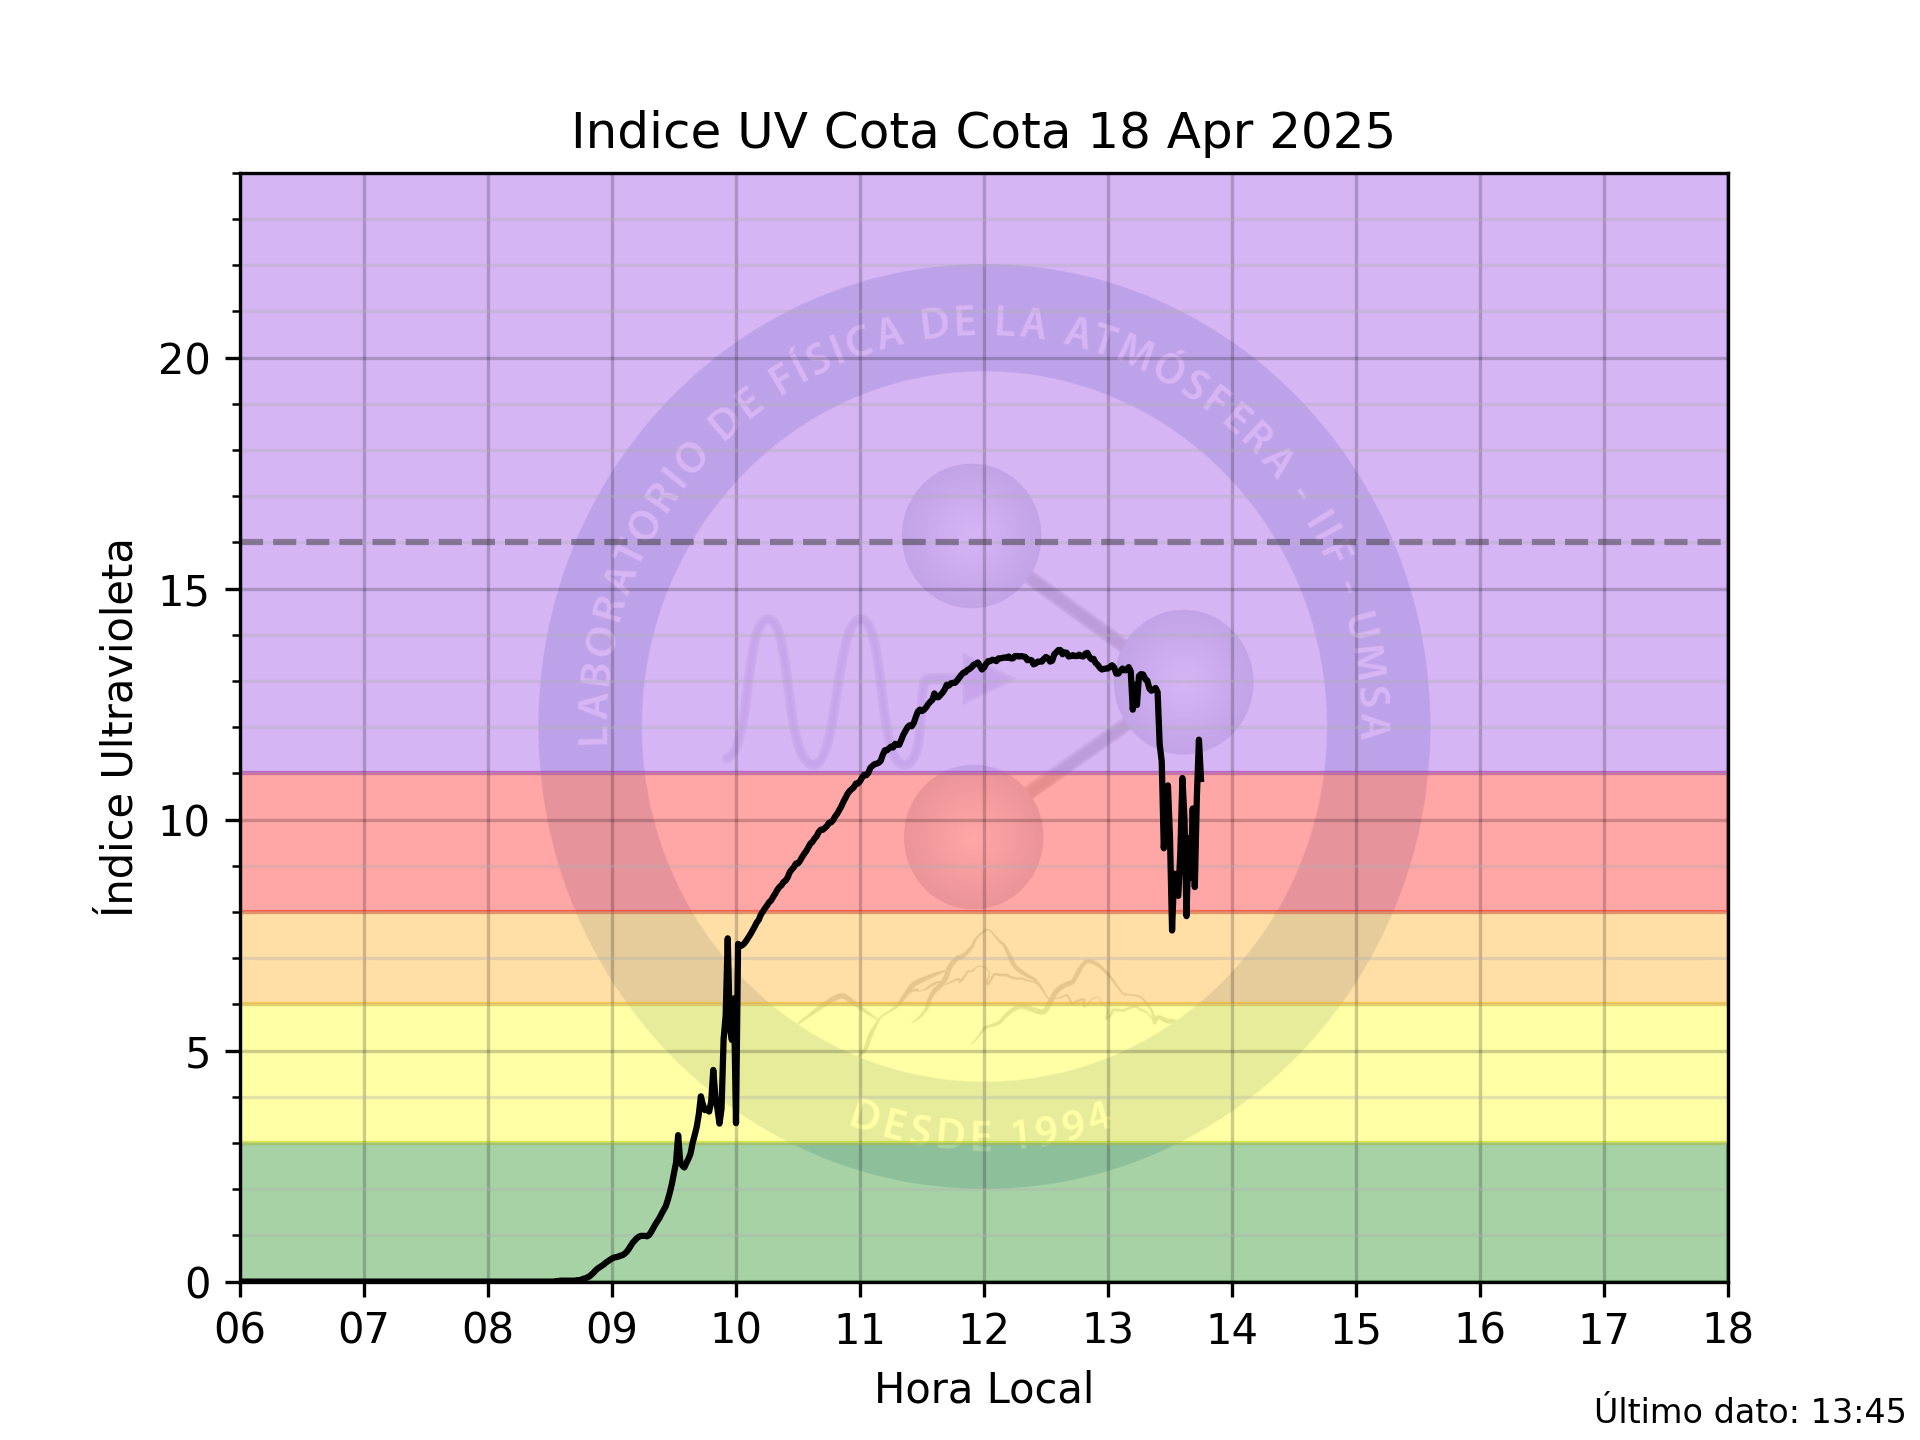 Indice UV Cota Cota 18 Apr 2025
20
15
10
5
0
Índice Ultravioleta
LABORATORIO DE FÍSICA DE LA ATMÓSFERA - IIF - UMSA
DESDE 1994
06 07 08 09 10 11 12 13 14 15 16 17 18
Hora Local
Último dato: 13:45